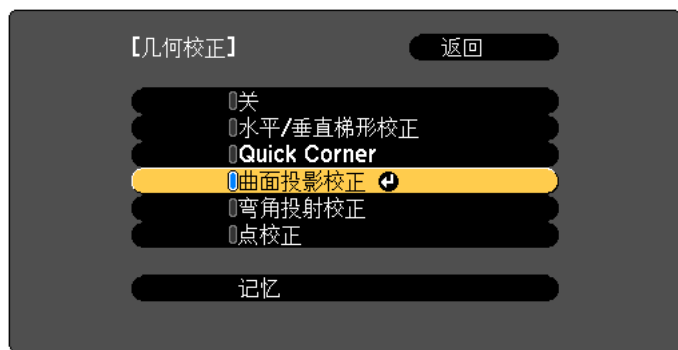 【几何校正】 返回
关
水平/垂直梯形校正
Quick Corner
曲面投影校正
弯角投射校正
点校正
记忆